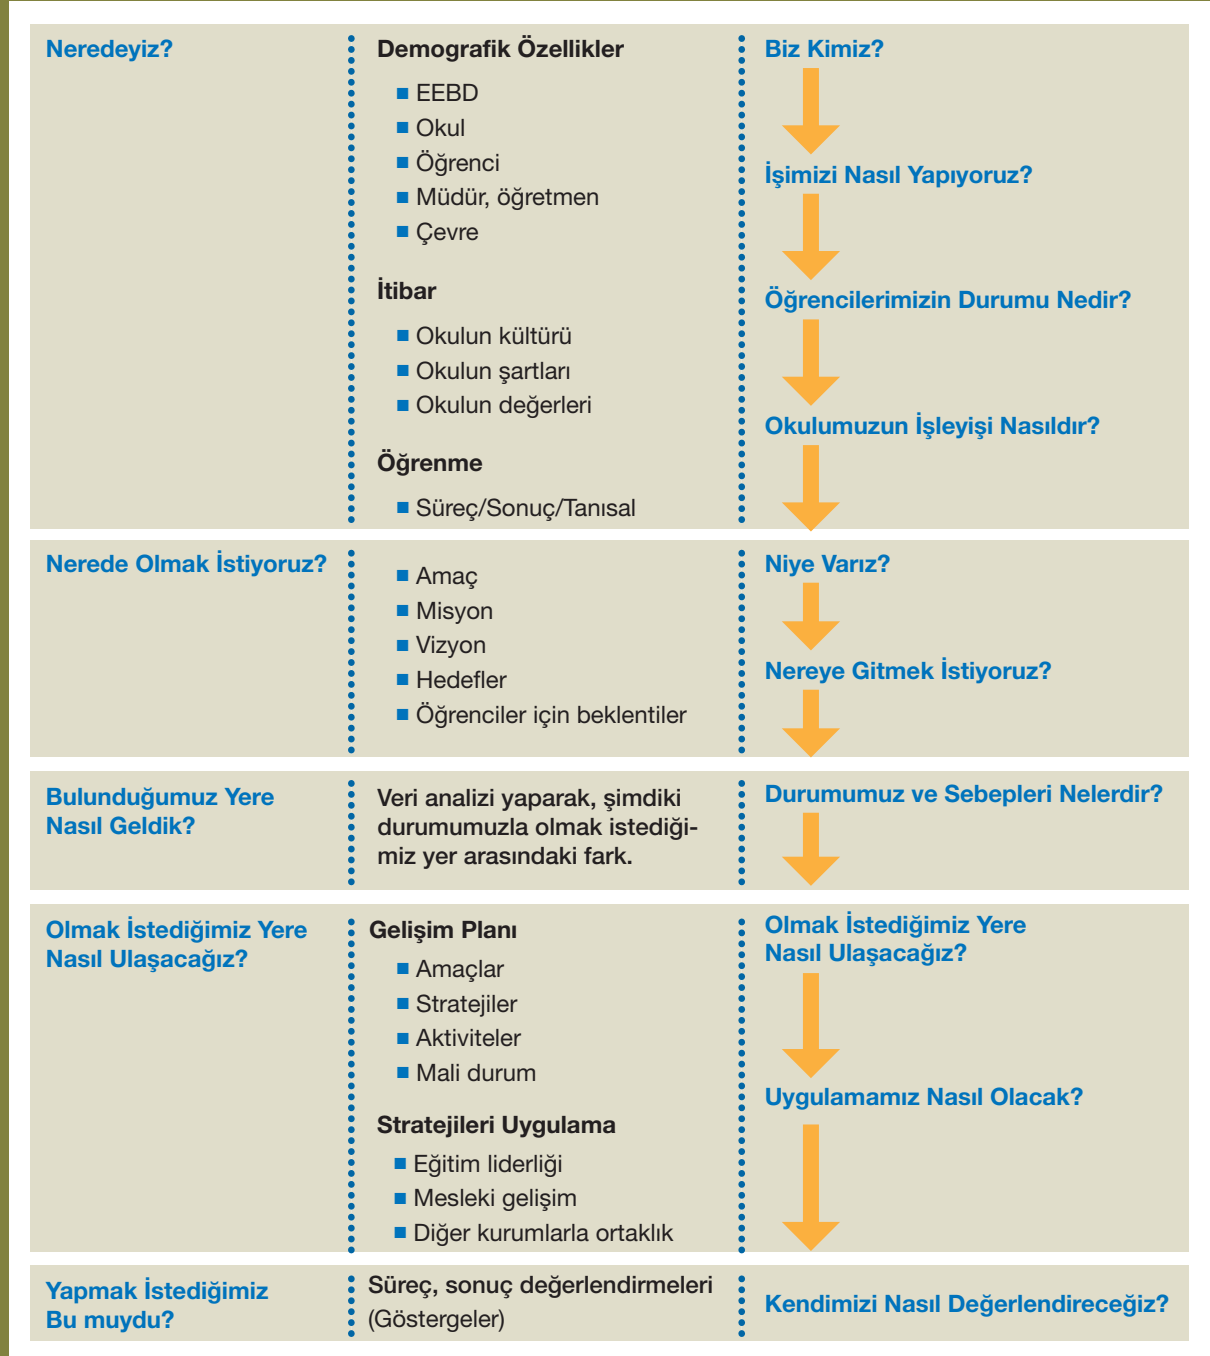 Neredeyiz?
Demografik Özellikler
EEBD
Okul
Öğrenci
Müdür, öğretmen
Çevre
İtibar
Okulun kültürü
Okulun şartları
Okulun değerleri
Öğrenme
Süreç/Sonuç/Tanısal
Biz Kimiz?
İşimizi Nasıl Yapıyoruz?
Öğrencilerimizin Durumu Nedir?
Okulumuzun İşleyişi Nasıldır?
Nerede Olmak İstiyoruz?
Amaç
Misyon
Vizyon
Hedefler
Öğrenciler için beklentiler
Niye Varız?
Nereye Gitmek İstiyoruz?
Bulunduğumuz Yere
Nasıl Geldik?
Veri analizi yaparak, şimdiki
durumumuzla olmak istediği-
miz yer arasındaki fark.
Durumumuz ve Sebepleri Nelerdir?
Olmak İstediğimiz Yere
Nasıl Ulaşacağız?
Gelişim Planı
Amaçlar
Stratejiler
Aktiviteler
Mali durum
Stratejileri Uygulama
Eğitim liderliği
Mesleki gelişim
Diğer kurumlarla ortaklık
Olmak İstediğimiz Yere
Nasıl Ulaşacağız?
Uygulamamız Nasıl Olacak?
Yapmak İstediğimiz
Bu muydu?
Süreç, sonuç değerlendirmeleri
(Göstergeler)
Kendimizi Nasıl Değerlendireceğiz?